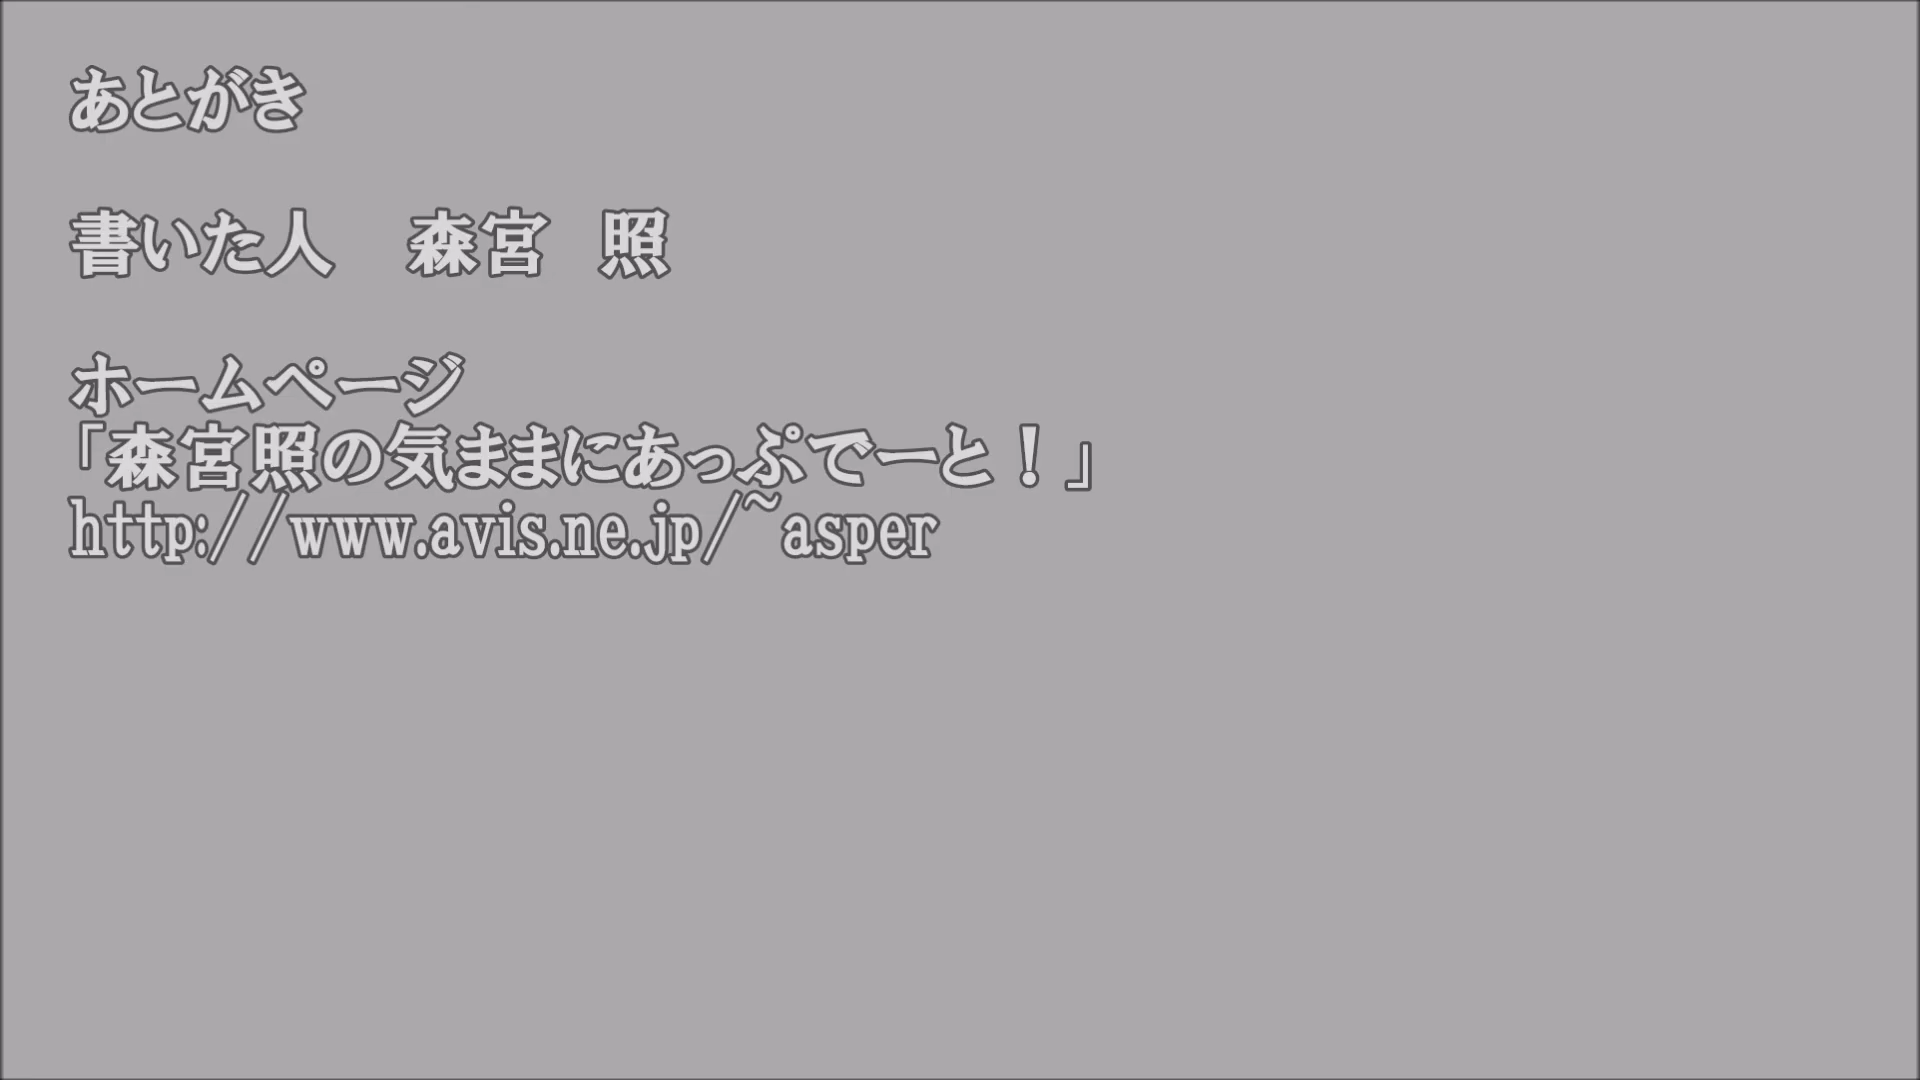 あとがき
書いた人　森宮　照
ホームページ
「森宮照の気ままにあっぷでーと！」
http://www.avis.ne.jp/~asper